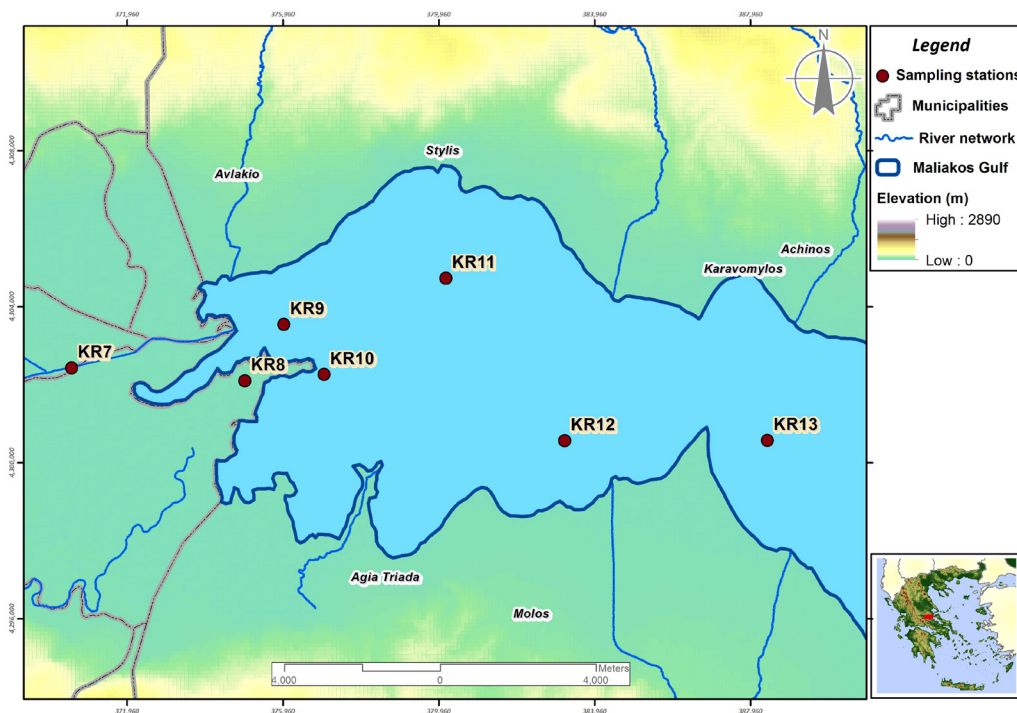 371,960 375,960 379,960 383,960 387,960
N
Legend
Sampling stations
Municipalities
River network
Maliakos Gulf
Elevation (m)
High : 2890
Low : 0
4,308,000
4,304,000
4,300,000
4,296,000
Stylis
Avlakio
Achinos
Karavomylos
KR11
KR9
KR7
KR8
KR10
KR12
KR13
Agia Triada
Molos
Meters
4,000 0 4,000
371,960 375,960 379,960 383,960 387,960